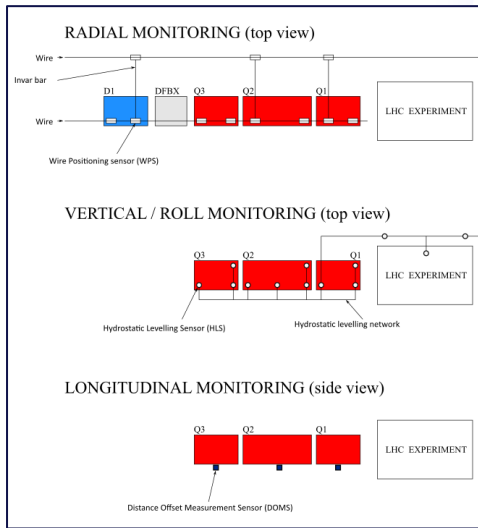 RADIAL MONITORING (top view)
Wire
Invar bar
D1 DFBX Q3 Q2 Q1
LHC EXPERIMENT
Wire
Wire Positioning sensor (WPS)
VERTICAL / ROLL MONITORING (top view)
Q3 Q2 Q1
LHC EXPERIMENT
Hydrostatic Levelling Sensor (HLS)
Hydrostatic levelling network
LONGITUDINAL MONITORING (side view)
Q3 Q2 Q1
LHC EXPERIMENT
Distance Offset Measurement Sensor (DOMS)